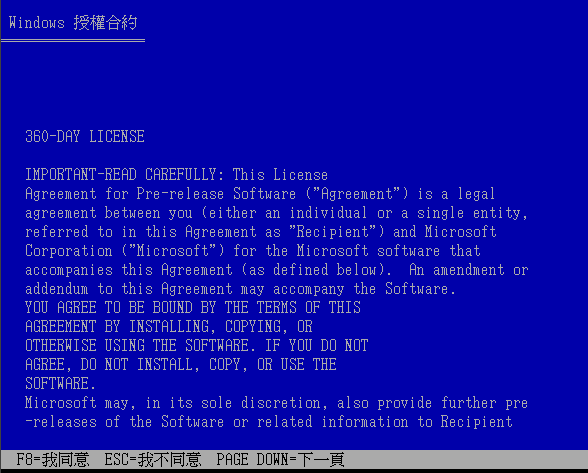 Windows 授權合約
360-DAY LICENSE
IMPORTANT-READ CAREFULLY: This License
Agreement for Pre-release Software ("Agreement") is a legal
agreement between you (either an individual or a single entity,
referred to in this Agreement as "Recipient") and Microsoft
Corporation ("Microsoft") for the Microsoft software that
accompanies this Agreement (as defined below).  An amendment or
addendum to this Agreement may accompany the Software.
YOU AGREE TO BE BOUND BY THE TERMS OF THIS
AGREEMENT BY INSTALLING, COPYING, OR
OTHERWISE USING THE SOFTWARE. IF YOU DO NOT
AGREE, DO NOT INSTALL, COPY, OR USE THE
SOFTWARE.
Microsoft may, in its sole discretion, also provide further pre
-releases of the Software or related information to Recipient
F8=我同意  ESC=我不同意  PAGE DOWN=下一頁